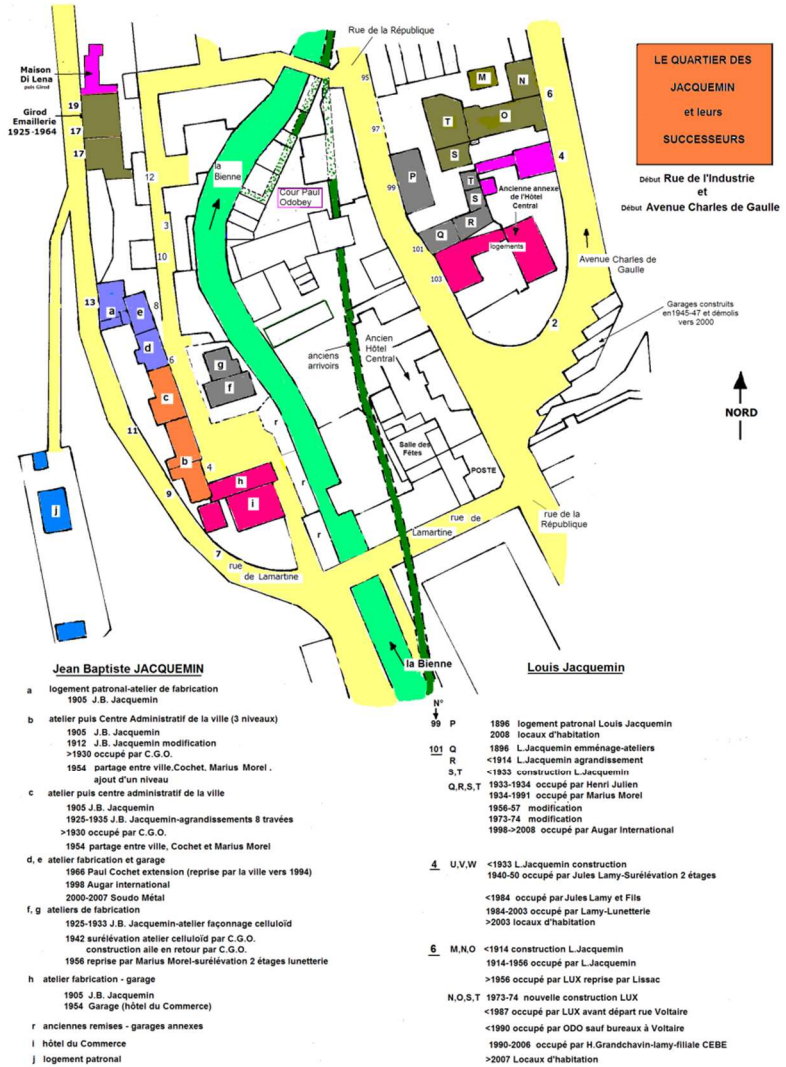 Rue de la République
LE QUARTIER DES
JACQUEMIN
et leurs
SUCCESSEURS
Début Rue de l'Industrie
et
Début Avenue Charles de Gaulle
Maison
Di Lena
puis Girod
Girod
Emaillerie
1925-1964
19
17
17
12
3
10
8
6
13
11
9
7
4
95
97
99
101
103
6
4
2
M
N
O
T
S
P
T
S
R
Q
Ancienne annexe
de l'Hôtel
Central
logements
la
Bienne
Cour Paul
Odobey
Avenue Charles de
Gaulle
Garages construits
en1945-47 et démolis
vers 2000
a
e
d
c
b
g
f
h
i
j
r
r
r
anciens
arrivoirs
Ancien
Hôtel
Central
Salle des
Fêtes
POSTE
NORD
rue de
Lamartine
rue de la
République
rue
de Lamartine
la Bienne
Jean Baptiste JACQUEMIN
a logement patronal-atelier de fabrication
1905 J.B. Jacquemin
b atelier puis Centre Administratif de la ville (3 niveaux)
1905 J.B. Jacquemin
1912 J.B. Jacquemin modification
>1930 occupé par C.G.O.
1954 partage entre ville.Cochet. Marius Morel .
ajout d'un niveau
c atelier puis centre administratif de la ville
1905 J.B. Jacquemin
1925-1935 J.B. Jacquemin-agrandissements 8 travées
>1930 occupé par C.G.O.
1954 partage entre ville, Cochet et Marius Morel
d, e atelier fabrication et garage
1966 Paul Cochet extension (reprise par la ville vers 1994)
1998 Augar international
2000-2007 Soudo Métal
f, g ateliers de fabrication
1925-1933 J.B. Jacquemin-atelier façonnage celluloïd
1942 surélévation atelier celluloïd par C.G.O.
construction aile en retour par C.G.O.
1956 reprise par Marius Morel-surélévation 2 étages lunetterie
h atelier fabrication - garage
1905 J.B. Jacquemin
1954 Garage (hôtel du Commerce)
r anciennes remises - garages annexes
i hôtel du Commerce
j logement patronal
Louis Jacquemin
N°
99 P 1896 logement patronal Louis Jacquemin
2008 locaux d'habitation
101 Q 1896 L.Jacquemin emménage-ateliers
R <1914 L.Jacquemin agrandissement
S,T <1933 construction L.Jacquemin
Q,R,S,T 1933-1934 occupé par Henri Julien
1934-1991 occupé par Marius Morel
1956-57 modification
1973-74 modification
1998->2008 occupé par Augar International
4 U,V,W <1933 L.Jacquemin construction
1940-50 occupé par Jules Lamy-Surélévation 2 étages
<1984 occupé par Jules Lamy et Fils
1984-2003 occupé par Lamy-Lunetterie
>2003 locaux d'habitation
6 M,N,O <1914 construction L.Jacquemin
1914-1956 occupé par L.Jacquemin
>1956 occupé par LUX reprise par Lissac
N,O,S,T 1973-74 nouvelle construction LUX
<1987 occupé par LUX avant départ rue Voltaire
<1990 occupé par ODO sauf bureaux à Voltaire
1990-2006 occupé par H.Grandchavin-lamy-filiale CEBE
>2007 Locaux d'habitation